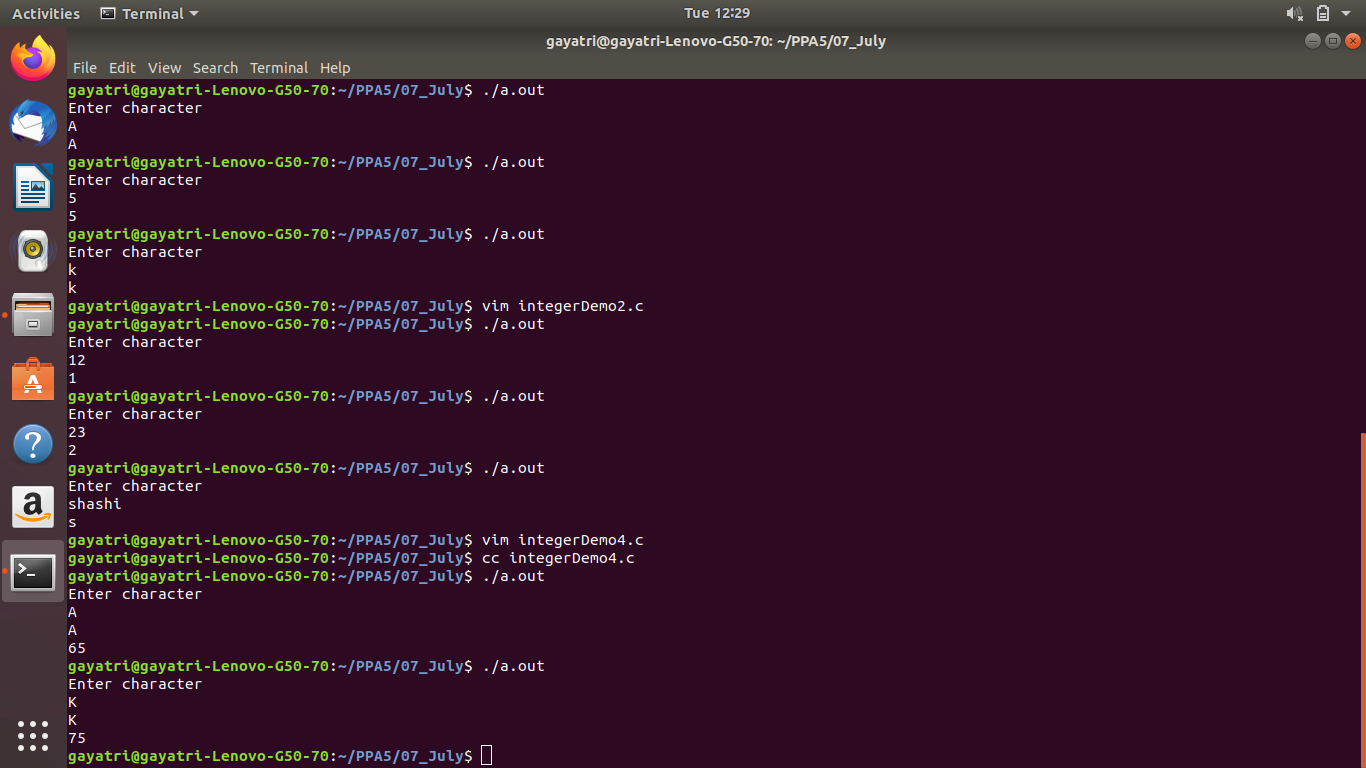 Activities Terminal Tue 12:29
gayatri@gayatri-Lenovo-G50-70: ~/PPA5/07_July
File Edit View Search Terminal Help
gayatri@gayatri-Lenovo-G50-70:~/PPA5/07_July$ ./a.out
Enter character
A
A
gayatri@gayatri-Lenovo-G50-70:~/PPA5/07_July$ ./a.out
Enter character
5
5
gayatri@gayatri-Lenovo-G50-70:~/PPA5/07_July$ ./a.out
Enter character
k
k
gayatri@gayatri-Lenovo-G50-70:~/PPA5/07_July$ vim integerDemo2.c
gayatri@gayatri-Lenovo-G50-70:~/PPA5/07_July$ ./a.out
Enter character
12
1
gayatri@gayatri-Lenovo-G50-70:~/PPA5/07_July$ ./a.out
Enter character
23
2
gayatri@gayatri-Lenovo-G50-70:~/PPA5/07_July$ ./a.out
Enter character
shashi
s
gayatri@gayatri-Lenovo-G50-70:~/PPA5/07_July$ vim integerDemo4.c
gayatri@gayatri-Lenovo-G50-70:~/PPA5/07_July$ cc integerDemo4.c
gayatri@gayatri-Lenovo-G50-70:~/PPA5/07_July$ ./a.out
Enter character
A
A
65
gayatri@gayatri-Lenovo-G50-70:~/PPA5/07_July$ ./a.out
Enter character
K
K
75
gayatri@gayatri-Lenovo-G50-70:~/PPA5/07_July$